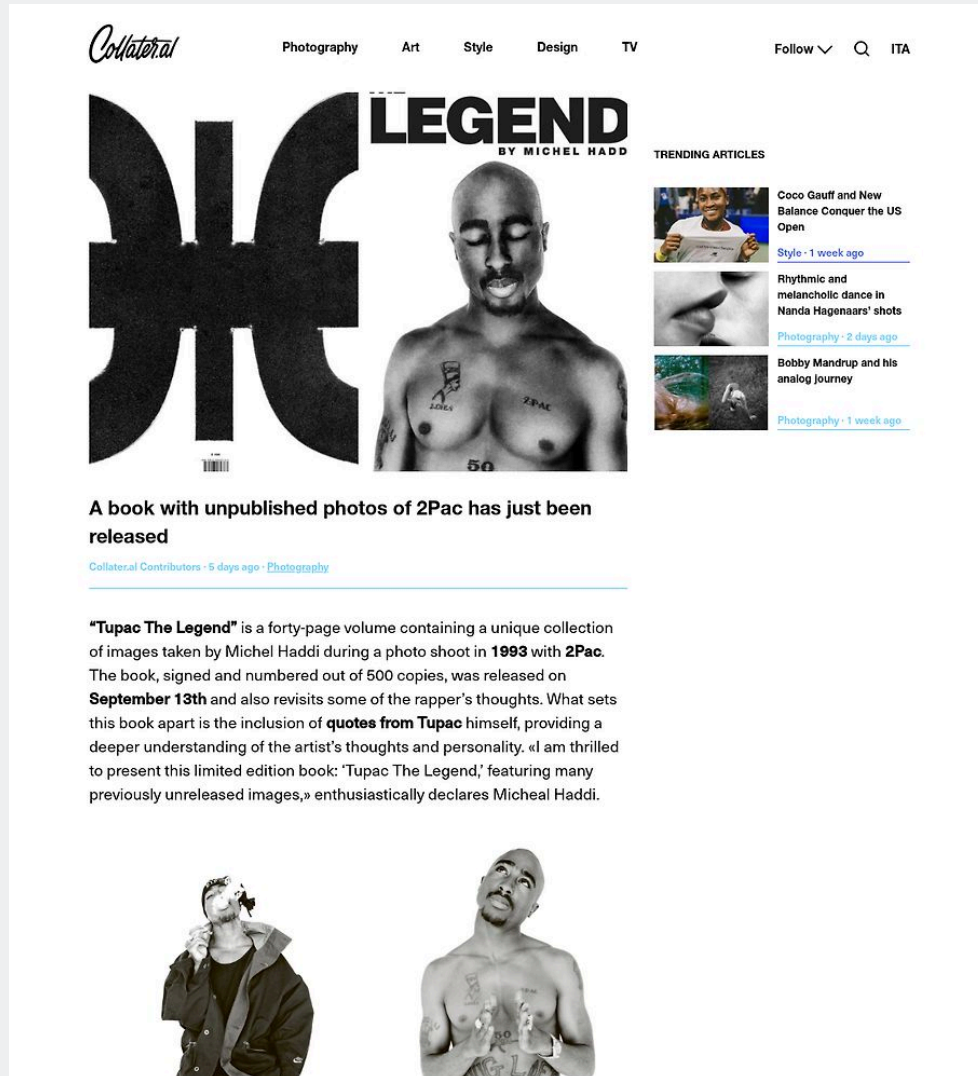 Collater.al
Photography
Art
Style
Design
TV
Follow
ITA
LEGEND
BY MICHEL HADD
2PAC
50
TRENDING ARTICLES
Coco Gauff and New
Balance Conquer the US
Open
Style · 1 week ago
Rhythmic and
melancholic dance in
Nanda Hagenaars’ shots
Photography · 2 days ago
Bobby Mandrup and his
analog journey
Photography · 1 week ago
A book with unpublished photos of 2Pac has just been
released
Collater.al Contributors · 5 days ago · Photography
“Tupac The Legend” is a forty-page volume containing a unique collection
of images taken by Michel Haddi during a photo shoot in 1993 with 2Pac.
The book, signed and numbered out of 500 copies, was released on
September 13th and also revisits some of the rapper’s thoughts. What sets
this book apart is the inclusion of quotes from Tupac himself, providing a
deeper understanding of the artist’s thoughts and personality. «I am thrilled
to present this limited edition book: ‘Tupac The Legend,’ featuring many
previously unreleased images,» enthusiastically declares Micheal Haddi.
2PAC
50